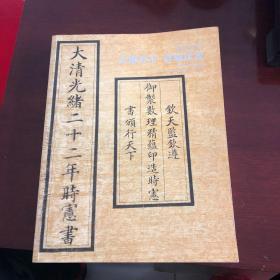 欽天監欽遵
御製數理精蘊印造時憲
書頒行天下
大清光緒二十二年時憲書